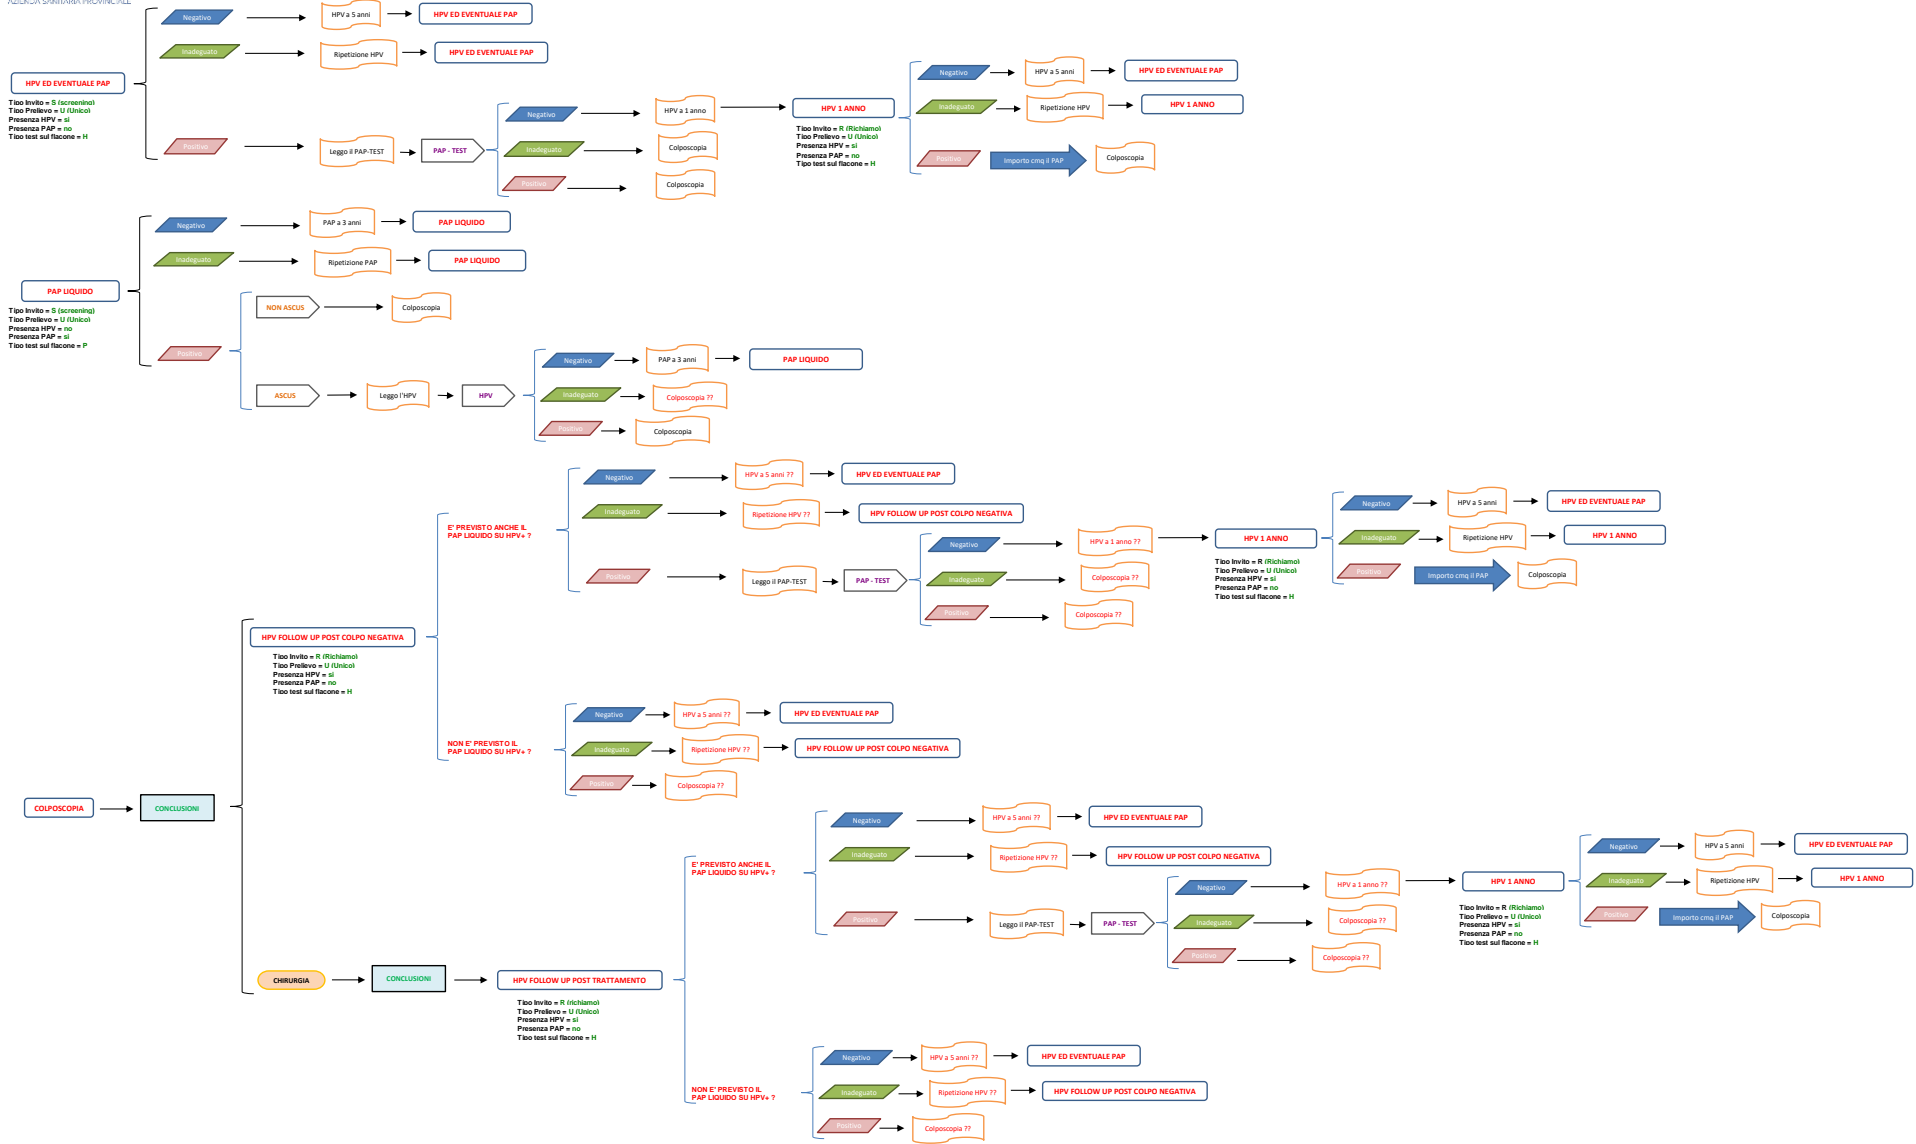 AZIENDA SANITARIA PROVINCIALE
Negativo
HPV a 5 anni
HPV ED EVENTUALE PAP
Inadeguato
Ripetizione HPV
HPV ED EVENTUALE PAP
HPV ED EVENTUALE PAP
Tipo Invito = S (screening)
Tipo Prelievo = U (Unico)
Presenza HPV = si
Presenza PAP = no
Tipo test sul flacone = H
Positivo
Leggo il PAP-TEST
PAP - TEST
Negativo
HPV a 1 anno
Inadeguato
Colposcopia
Positivo
Colposcopia
HPV 1 ANNO
Tipo Invito = R (Richiamo)
Tipo Prelievo = U (Unico)
Presenza HPV = si
Presenza PAP = no
Tipo test sul flacone = H
Negativo
HPV a 5 anni
HPV ED EVENTUALE PAP
Inadeguato
Ripetizione HPV
HPV 1 ANNO
Positivo
Importo cmq il PAP
Colposcopia
Negativo
PAP a 3 anni
PAP LIQUIDO
Inadeguato
Ripetizione PAP
PAP LIQUIDO
PAP LIQUIDO
Tipo Invito = S (screening)
Tipo Prelievo = U (Unico)
Presenza HPV = no
Presenza PAP = si
Tipo test sul flacone = P
Positivo
NON ASCUS
Colposcopia
ASCUS
Leggo l'HPV
HPV
Negativo
PAP a 3 anni
PAP LIQUIDO
Inadeguato
Colposcopia ??
Positivo
Colposcopia
COLPOSCOPIA
CONCLUSIONI
HPV FOLLOW UP POST COLPO NEGATIVA
Tipo Invito = R (Richiamo)
Tipo Prelievo = U (Unico)
Presenza HPV = si
Presenza PAP = no
Tipo test sul flacone = H
E' PREVISTO ANCHE IL
PAP LIQUIDO SU HPV+ ?
Negativo
HPV a 5 anni ??
HPV ED EVENTUALE PAP
Inadeguato
Ripetizione HPV ??
HPV FOLLOW UP POST COLPO NEGATIVA
Positivo
Leggo il PAP-TEST
PAP - TEST
Negativo
HPV a 1 anno ??
Inadeguato
Colposcopia ??
Positivo
Colposcopia ??
HPV 1 ANNO
Tipo Invito = R (Richiamo)
Tipo Prelievo = U (Unico)
Presenza HPV = si
Presenza PAP = no
Tipo test sul flacone = H
Negativo
HPV a 5 anni
HPV ED EVENTUALE PAP
Inadeguato
Ripetizione HPV
HPV 1 ANNO
Positivo
Importo cmq il PAP
Colposcopia
NON E' PREVISTO IL
PAP LIQUIDO SU HPV+ ?
Negativo
HPV a 5 anni ??
HPV ED EVENTUALE PAP
Inadeguato
Ripetizione HPV ??
HPV FOLLOW UP POST COLPO NEGATIVA
Positivo
Colposcopia ??
CHIRURGIA
CONCLUSIONI
HPV FOLLOW UP POST TRATTAMENTO
Tipo Invito = R (richiamo)
Tipo Prelievo = U (Unico)
Presenza HPV = si
Presenza PAP = no
Tipo test sul flacone = H
E' PREVISTO ANCHE IL
PAP LIQUIDO SU HPV+ ?
Negativo
HPV a 5 anni ??
HPV ED EVENTUALE PAP
Inadeguato
Ripetizione HPV ??
HPV FOLLOW UP POST COLPO NEGATIVA
Positivo
Leggo il PAP-TEST
PAP - TEST
Negativo
HPV a 1 anno ??
Inadeguato
Colposcopia ??
Positivo
Colposcopia ??
HPV 1 ANNO
Tipo Invito = R (Richiamo)
Tipo Prelievo = U (Unico)
Presenza HPV = si
Presenza PAP = no
Tipo test sul flacone = H
Negativo
HPV a 5 anni
HPV ED EVENTUALE PAP
Inadeguato
Ripetizione HPV
HPV 1 ANNO
Positivo
Importo cmq il PAP
Colposcopia
NON E' PREVISTO IL
PAP LIQUIDO SU HPV+ ?
Negativo
HPV a 5 anni ??
HPV ED EVENTUALE PAP
Inadeguato
Ripetizione HPV ??
HPV FOLLOW UP POST COLPO NEGATIVA
Positivo
Colposcopia ??